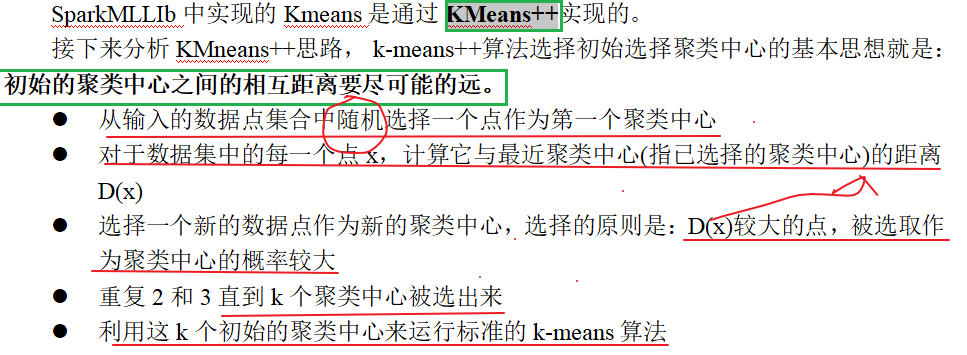 SparkMLLIb 中实现的 Kmeans 是通过 KMeans++实现的。
接下来分析 KMneans++思路， k-means++算法选择初始选择聚类中心的基本思想就是：
初始的聚类中心之间的相互距离要尽可能的远。
● 从输入的数据点集合中随机选择一个点作为第一个聚类中心
● 对于数据集中的每一个点 x，计算它与最近聚类中心(指已选择的聚类中心)的距离
D(x)
● 选择一个新的数据点作为新的聚类中心，选择的原则是：D(x)较大的点，被选取作
为聚类中心的概率较大
● 重复 2 和 3 直到 k 个聚类中心被选出来
● 利用这 k 个初始的聚类中心来运行标准的 k-means 算法